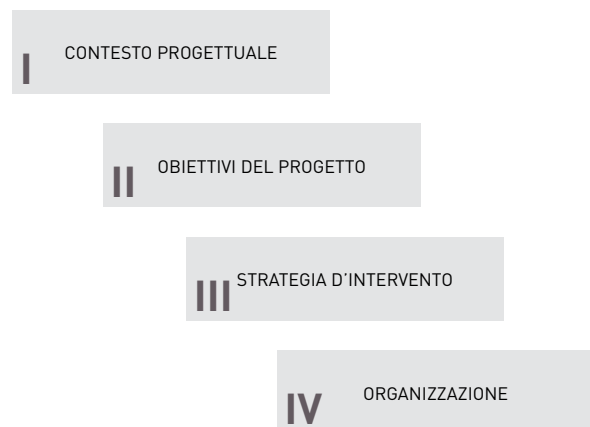 I CONTESTO PROGETTUALE
II OBIETTIVI DEL PROGETTO
III STRATEGIA D’INTERVENTO
IV ORGANIZZAZIONE